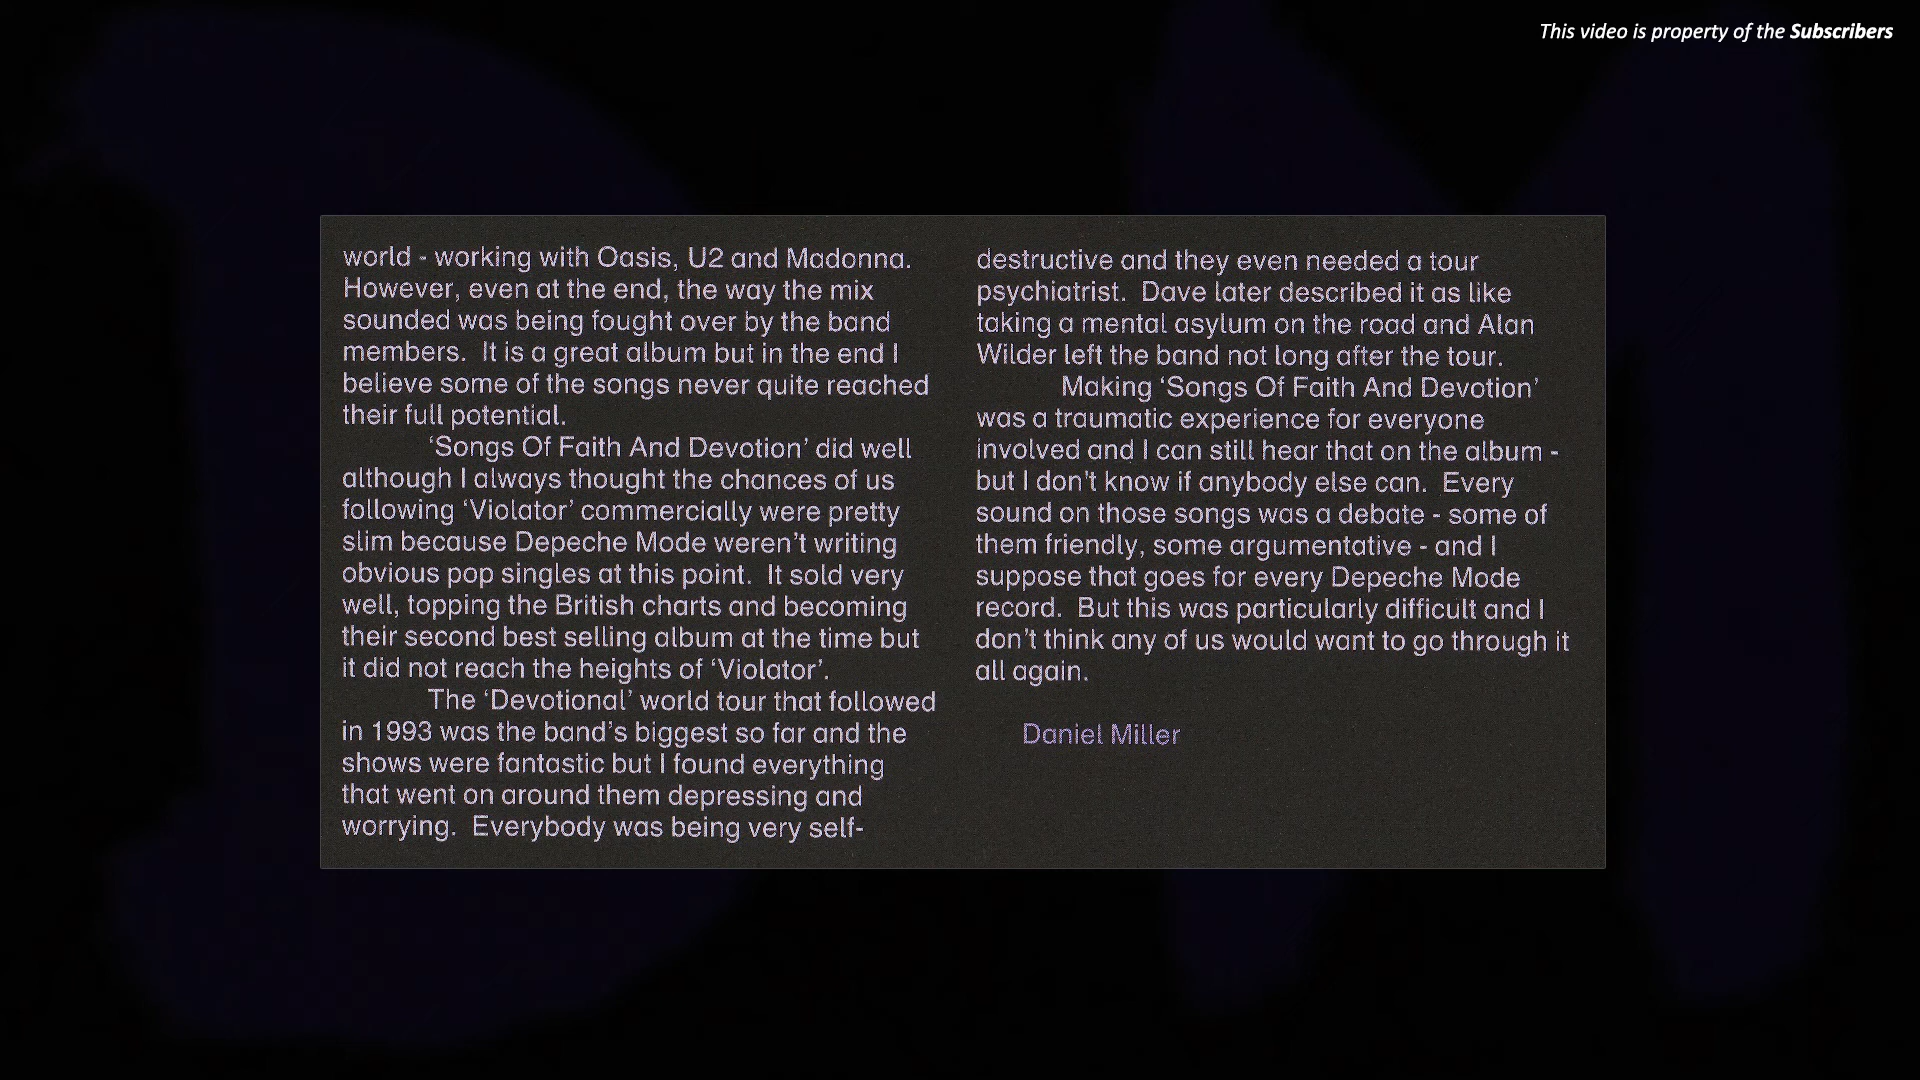 This video is property of the Subscribers
world - working with Oasis, U2 and Madonna.
However, even at the end, the way the mix
sounded was being fought over by the band
members.  It is a great album but in the end I
believe some of the songs never quite reached
their full potential.
‘Songs Of Faith And Devotion’ did well
although I always thought the chances of us
following ‘Violator’ commercially were pretty
slim because Depeche Mode weren’t writing
obvious pop singles at this point.  It sold very
well, topping the British charts and becoming
their second best selling album at the time but
it did not reach the heights of ‘Violator’.
The ‘Devotional’ world tour that followed
in 1993 was the band’s biggest so far and the
shows were fantastic but I found everything
that went on around them depressing and
worrying.  Everybody was being very self-
destructive and they even needed a tour
psychiatrist.  Dave later described it as like
taking a mental asylum on the road and Alan
Wilder left the band not long after the tour.
Making ‘Songs Of Faith And Devotion’
was a traumatic experience for everyone
involved and I can still hear that on the album -
but I don’t know if anybody else can.  Every
sound on those songs was a debate - some of
them friendly, some argumentative - and I
suppose that goes for every Depeche Mode
record.  But this was particularly difficult and I
don’t think any of us would want to go through it
all again.
Daniel Miller